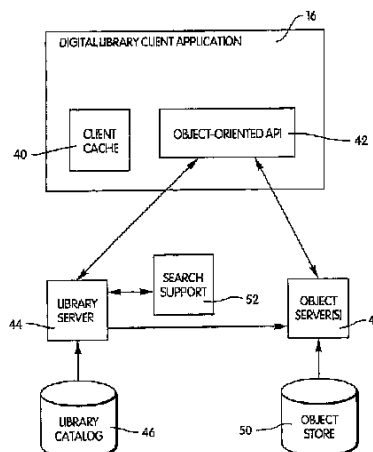 DIGITAL LIBRARY CLIENT APPLICATION
16
CLIENT
CACHE
40
OBJECT-ORIENTED API
42
SEARCH
SUPPORT
52
LIBRARY
SERVER
44
OBJECT
SERVER(S)
4
LIBRARY
CATALOG
46
OBJECT
STORE
50